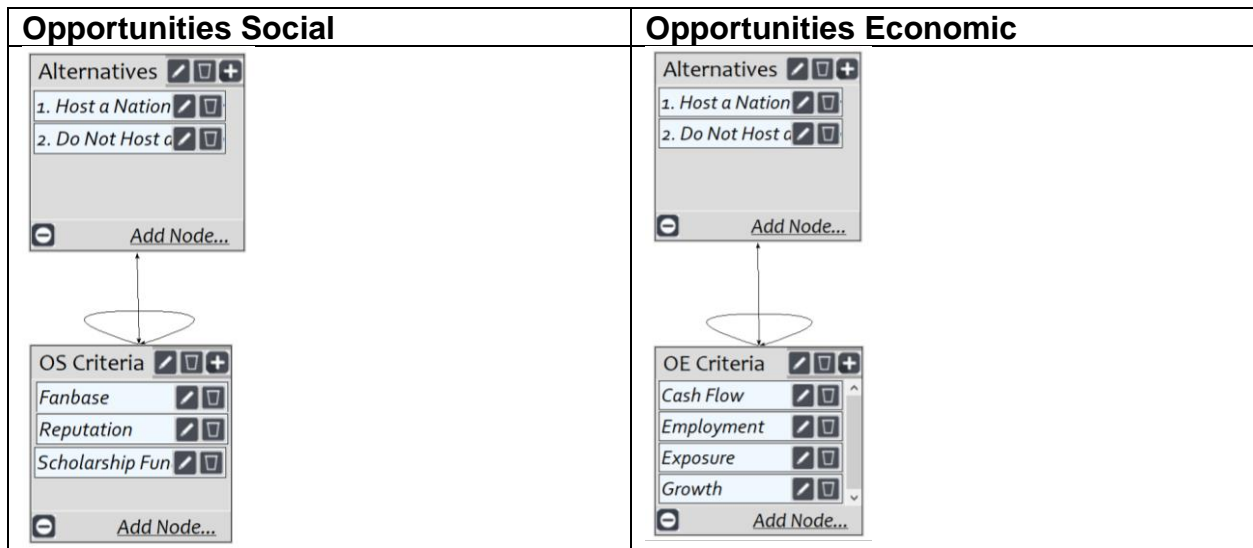 Opportunities Social
Alternatives
1. Host a Nation
2. Do Not Host a
Add Node...
OS Criteria
Fanbase
Reputation
Scholarship Fun
Add Node...
Opportunities Economic
Alternatives
1. Host a Nation
2. Do Not Host a
Add Node...
OE Criteria
Cash Flow
Employment
Exposure
Growth
Add Node...